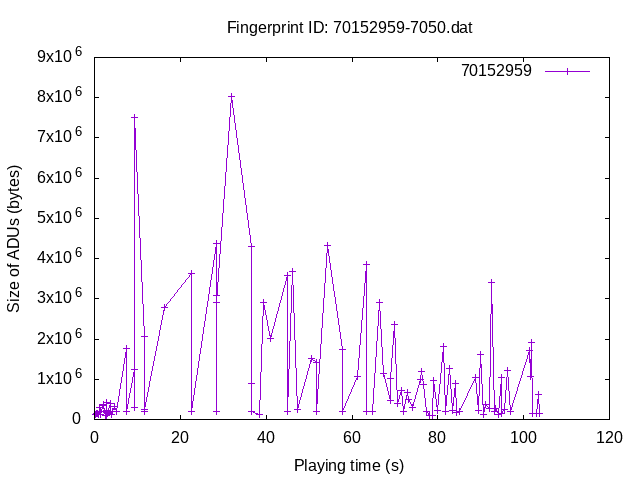 Fingerprint ID: 70152959-7050.dat
70152959
9x10^6
8x10^6
7x10^6
6x10^6
5x10^6
4x10^6
3x10^6
2x10^6
1x10^6
0
Size of ADUs (bytes)
0 20 40 60 80 100 120
Playing time (s)